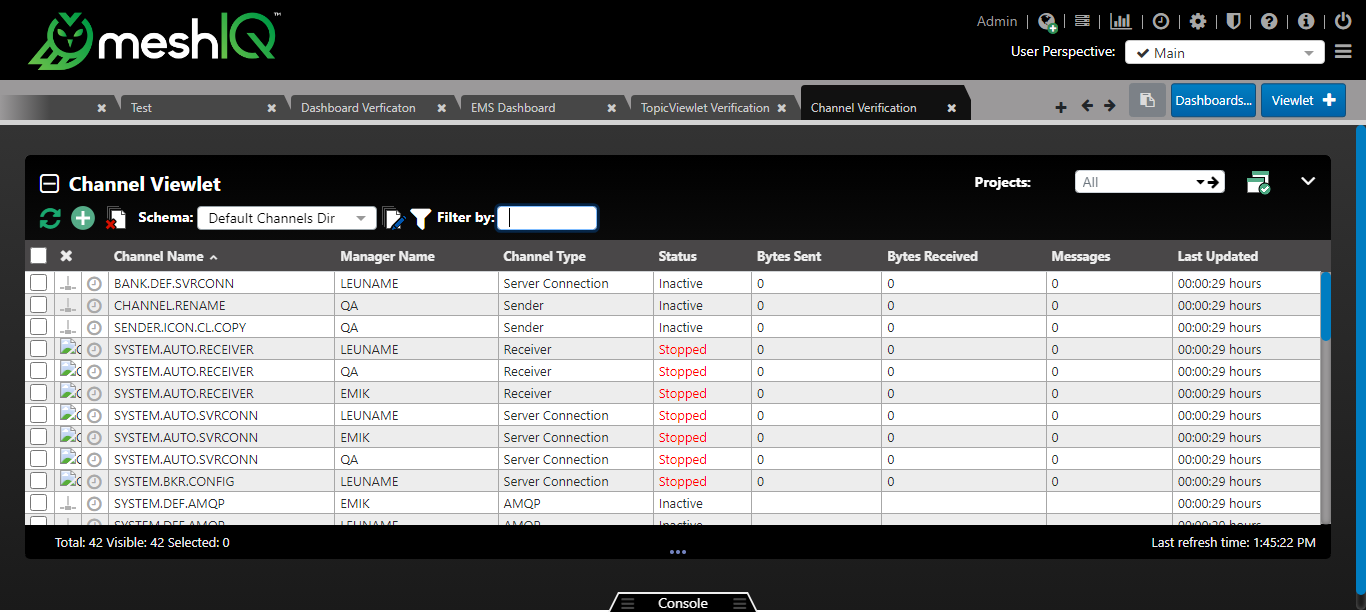 meshIQ™
Admin
User Perspective: Main
Test
Dashboard Verficaton
EMS Dashboard
TopicViewlet Verification
Channel Verification
Dashboards...
Viewlet
Channel Viewlet
Projects: All
Schema: Default Channels Dir Filter by:
Channel Name Manager Name Channel Type Status Bytes Sent Bytes Received Messages Last Updated
BANK.DEF.SVRCONN LEUNAME Server Connection Inactive 0 0 0 00:00:29 hours
CHANNEL.RENAME QA Sender Inactive 0 0 0 00:00:29 hours
SENDER.ICON.CL.COPY QA Sender Inactive 0 0 0 00:00:29 hours
SYSTEM.AUTO.RECEIVER LEUNAME Receiver Stopped 0 0 0 00:00:29 hours
SYSTEM.AUTO.RECEIVER QA Receiver Stopped 0 0 0 00:00:29 hours
SYSTEM.AUTO.RECEIVER EMIK Receiver Stopped 0 0 0 00:00:29 hours
SYSTEM.AUTO.SVRCONN LEUNAME Server Connection Stopped 0 0 0 00:00:29 hours
SYSTEM.AUTO.SVRCONN EMIK Server Connection Stopped 0 0 0 00:00:29 hours
SYSTEM.AUTO.SVRCONN QA Server Connection Stopped 0 0 0 00:00:29 hours
SYSTEM.BKR.CONFIG LEUNAME Server Connection Stopped 0 0 0 00:00:29 hours
SYSTEM.DEF.AMQP EMIK AMQP Inactive 00:00:29 hours
SYSTEM.DEF.AMQP LEUNAME AMQP Inactive 00:00:29 hours
Total: 42 Visible: 42 Selected: 0
Last refresh time: 1:45:22 PM
Console